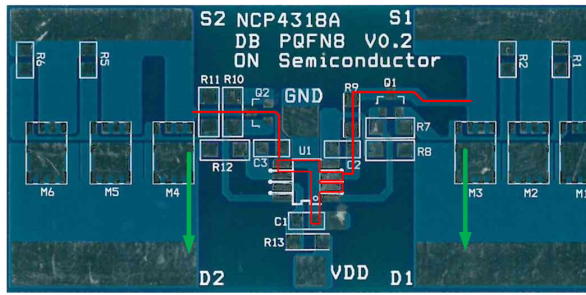 S2 NCP4318A S1
DB PQFN8 V0.2
ON Semiconductor
R6
R5
R11 R10
Q2
GND
R9
Q1
R2
R1
R7
R8
R12
C3
U1
C2
M6
M5
M4
M3
M2
M1
C1
R13
D2
VDD
D1